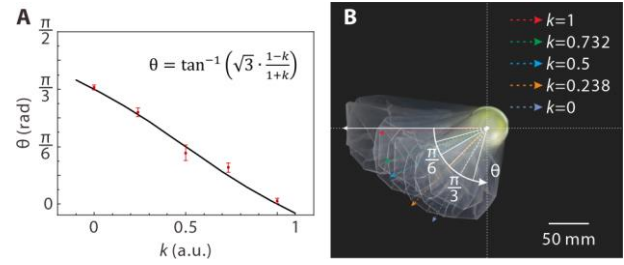 A
π/2
π/3
π/6
0
θ (rad)
θ = tan⁻¹ (√3 · 1−k/1+k)
0
0.5
1
k (a.u.)
B
k=1
k=0.732
k=0.5
k=0.238
k=0
π/6
π/3
θ
50 mm